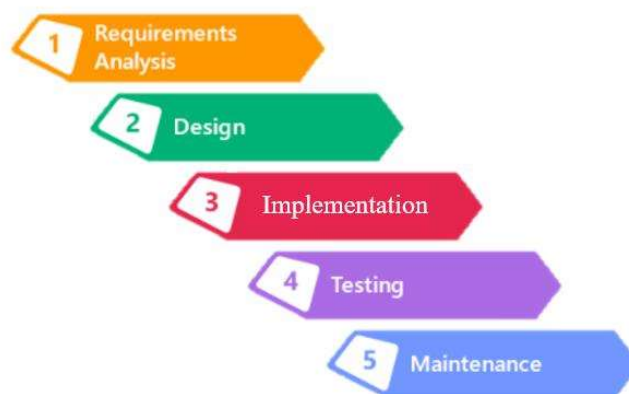 1
Requirements
Analysis
2
Design
3
Implementation
4
Testing
5
Maintenance